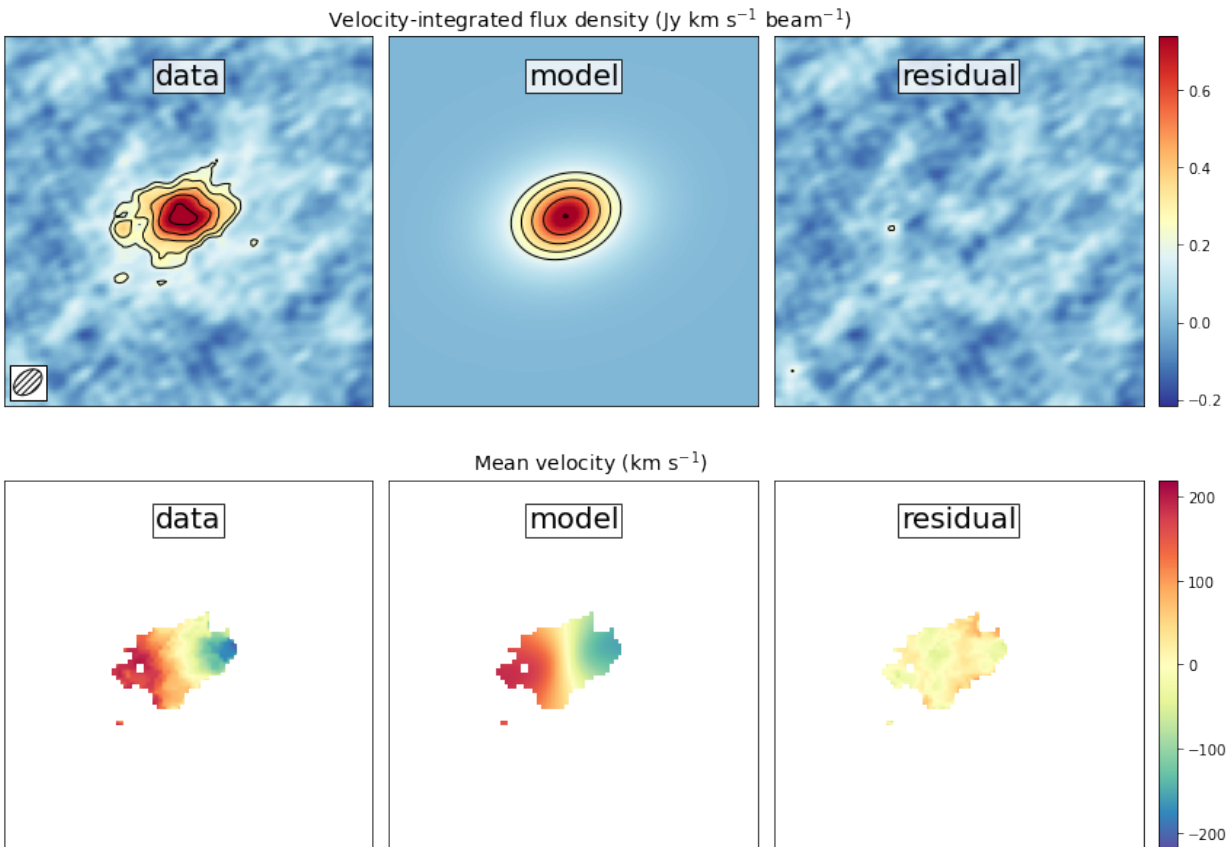 Velocity-integrated flux density (Jy km s⁻¹ beam⁻¹)
data
model
residual
0.6
0.4
0.2
0.0
−0.2
Mean velocity (km s⁻¹)
data
model
residual
200
100
0
−100
−200